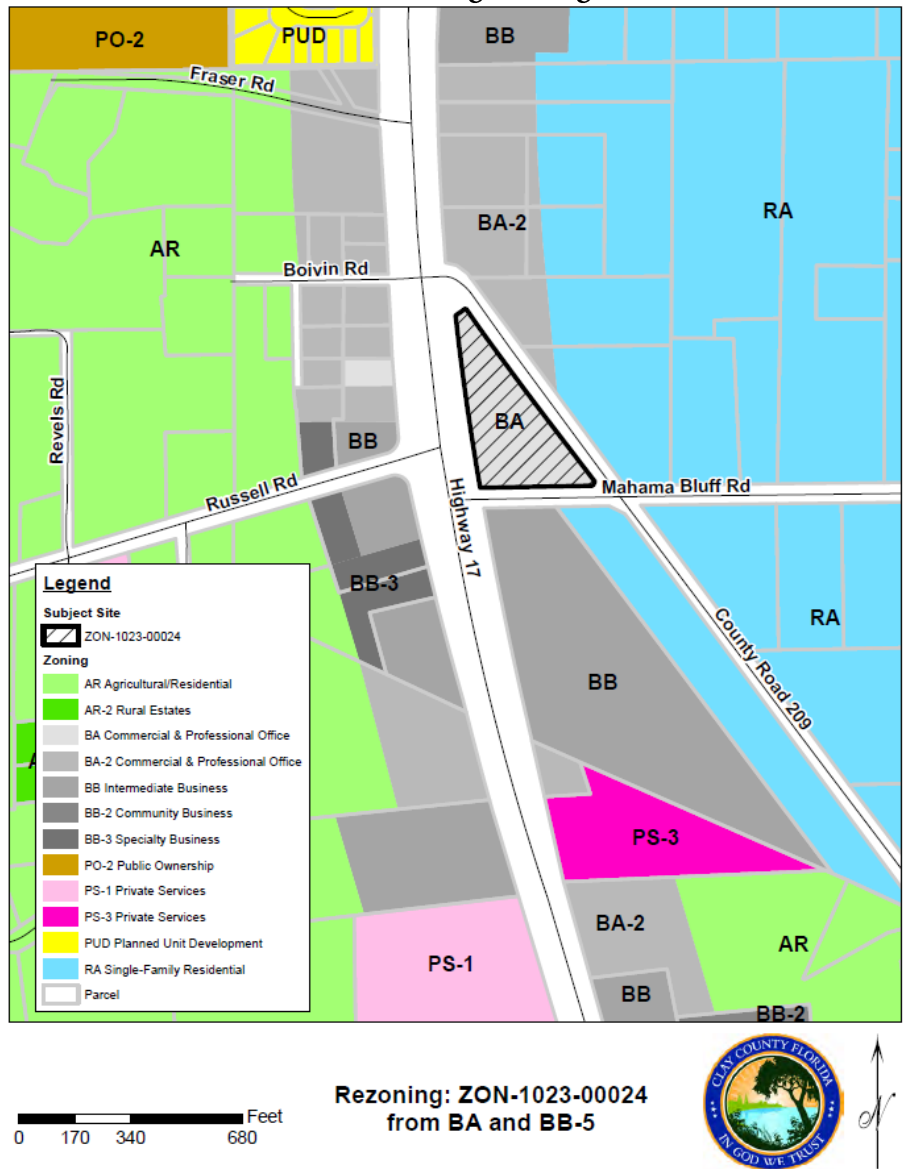 PO-2
PUD
BB
Fraser Rd
RA
BA-2
AR
Boivin Rd
Revels Rd
BA
BB
Russell Rd
Mahama Bluff Rd
Highway 17
BB-3
RA
County Road 209
BB
PS-3
BA-2
AR
PS-1
BB
BB-2
Legend
Subject Site
ZON-1023-00024
Zoning
AR Agricultural/Residential
AR-2 Rural Estates
BA Commercial & Professional Office
BA-2 Commercial & Professional Office
BB Intermediate Business
BB-2 Community Business
BB-3 Specialty Business
PO-2 Public Ownership
PS-1 Private Services
PS-3 Private Services
PUD Planned Unit Development
RA Single-Family Residential
Parcel
Feet
0 170 340 680
Rezoning: ZON-1023-00024
from BA and BB-5
CLAY COUNTY FLORIDA
IN GOD WE TRUST
N